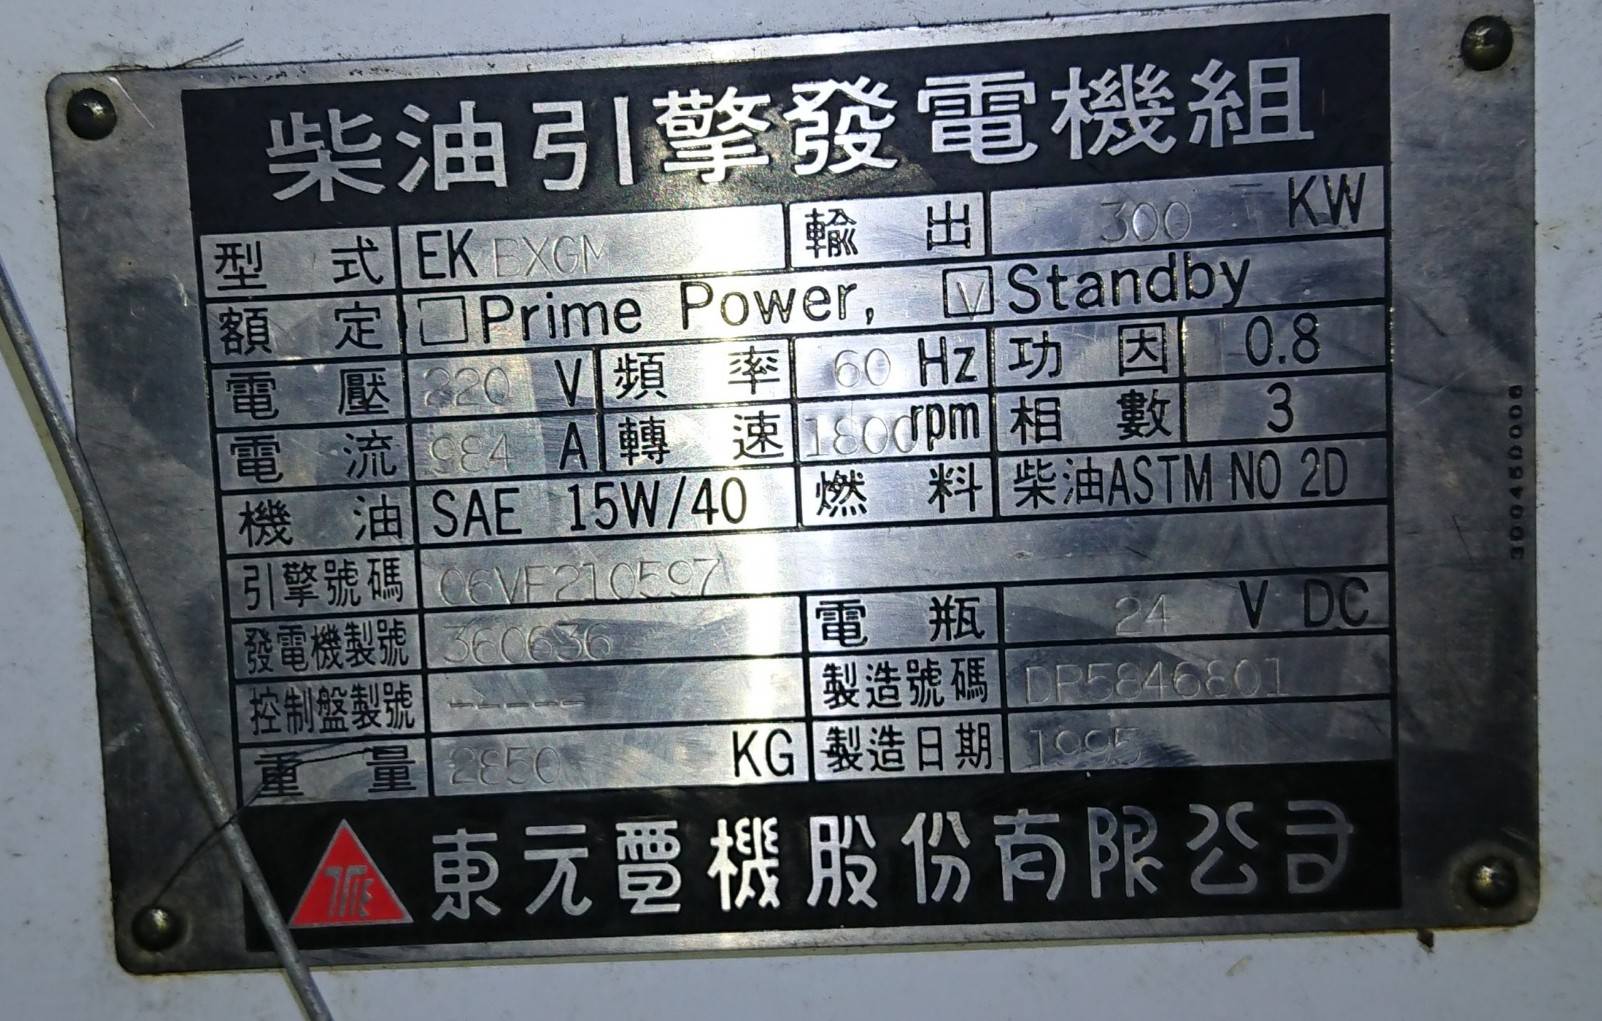 柴油引擎發電機組
型式 EK BXGM 輸出 300 KW
額定 □Prime Power, ☑Standby
電壓 220 V 頻率 60 Hz 功因 0.8
電流 984 A 轉速 1800 rpm 相數 3
機油 SAE 15W/40 燃料 柴油ASTM NO 2D
引擎號碼 06VF210597
發電機製號 360636 電瓶 24 V DC
控制盤製號 ----- 製造號碼 DP5846801
重量 2850 KG 製造日期 1995
東元電機股份有限公司
30045D008